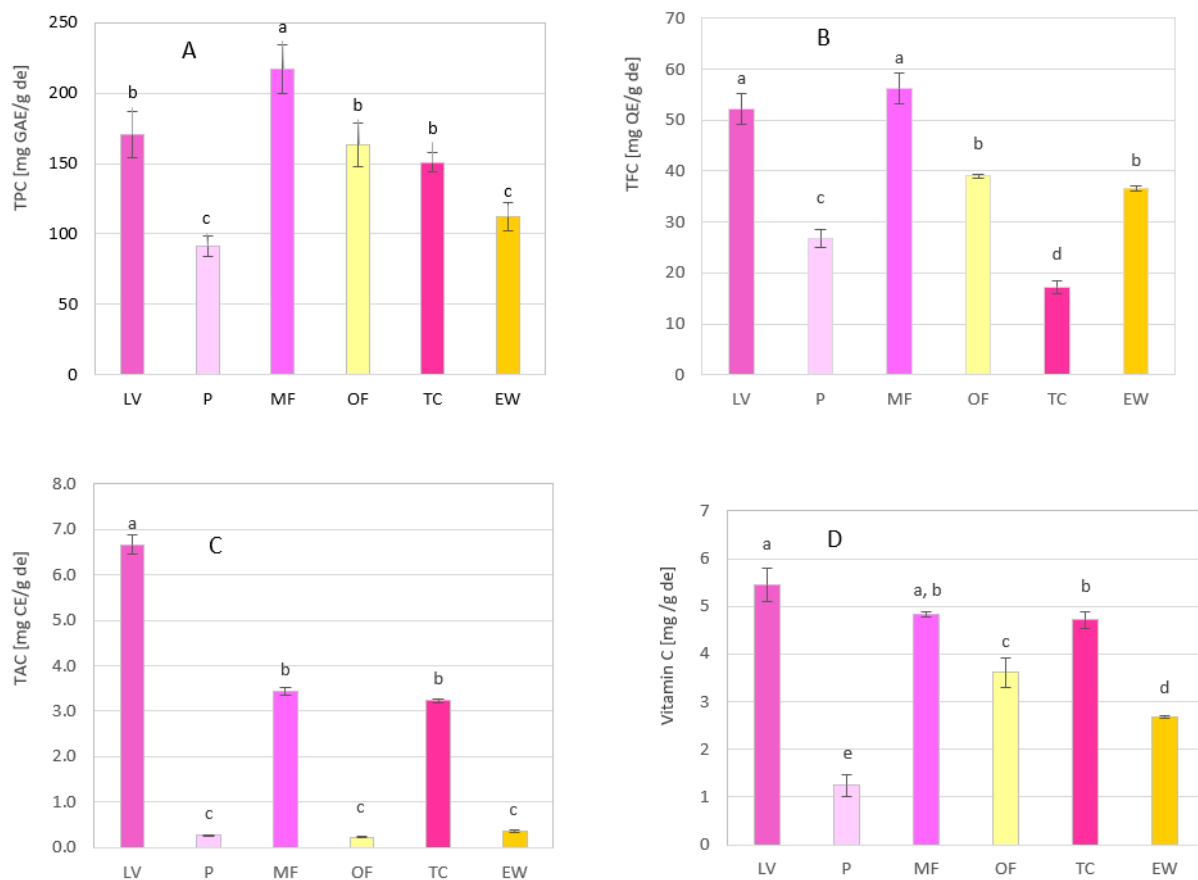 A
TPC [mg GAE/g de]
250
200
150
100
50
0
b
c
a
b
b
c
LV P MF OF TC EW
B
TFC [mg QE/g de]
70
60
50
40
30
20
10
0
a
c
a
b
d
b
LV P MF OF TC EW
C
TAC [mg CE/g de]
8.0
7.0
6.0
5.0
4.0
3.0
2.0
1.0
0.0
a
c
b
c
b
c
LV P MF OF TC EW
D
Vitamin C [mg /g de]
7
6
5
4
3
2
1
0
a
e
a, b
c
b
d
LV P MF OF TC EW